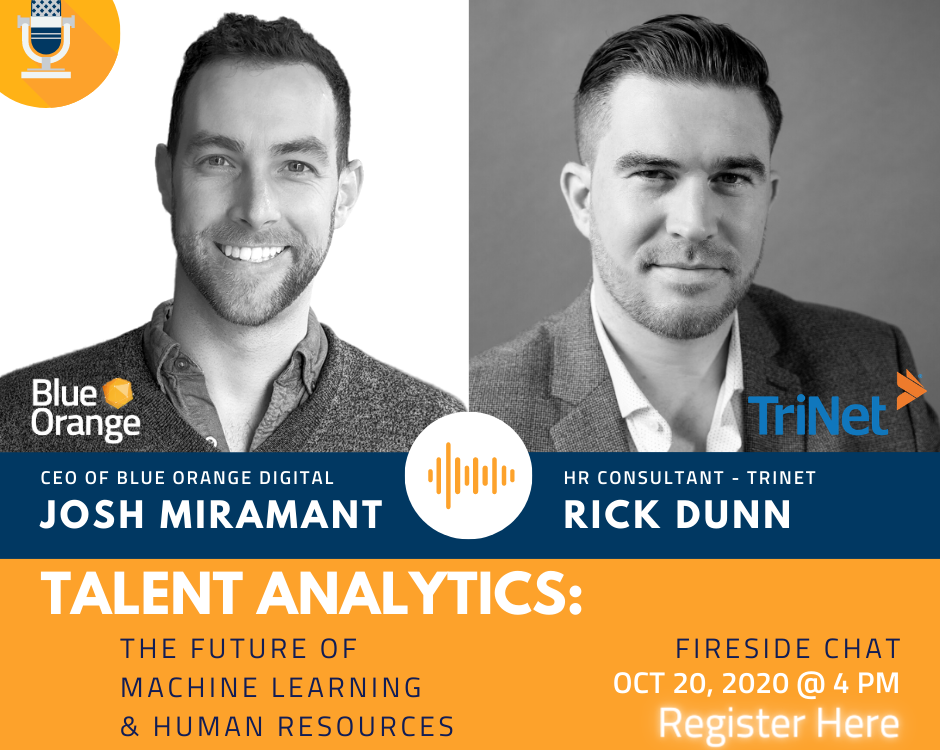 Blue
Orange
TriNet
CEO OF BLUE ORANGE DIGITAL
JOSH MIRAMANT
HR CONSULTANT - TRINET
RICK DUNN
TALENT ANALYTICS:
THE FUTURE OF
MACHINE LEARNING
& HUMAN RESOURCES
FIRESIDE CHAT
OCT 20, 2020 @ 4 PM
Register Here